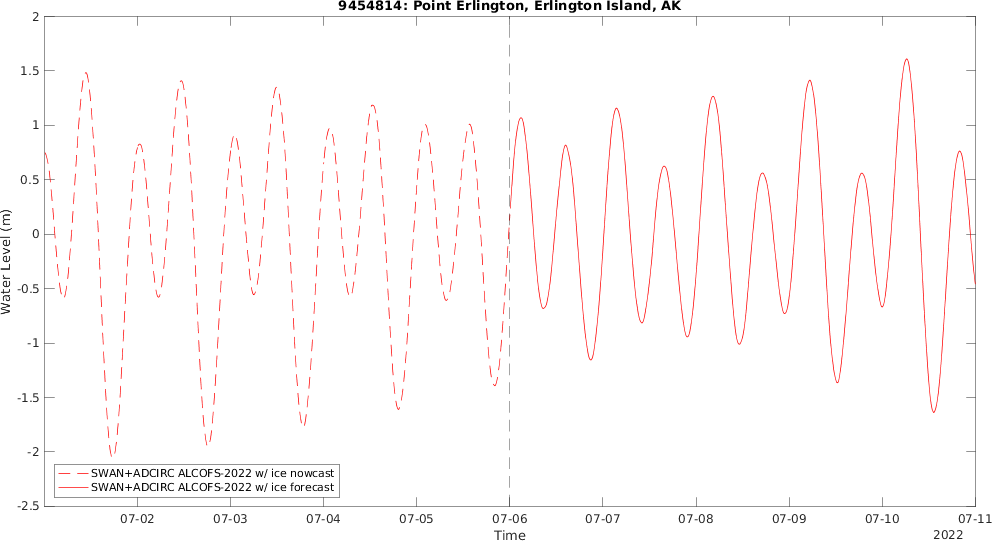 9454814: Point Erlington, Erlington Island, AK
2
1.5
1
0.5
0
-0.5
-1
-1.5
-2
-2.5
Water Level (m)
SWAN+ADCIRC ALCOFS-2022 w/ ice nowcast
SWAN+ADCIRC ALCOFS-2022 w/ ice forecast
07-02 07-03 07-04 07-05 07-06 07-07 07-08 07-09 07-10 07-11
Time
2022